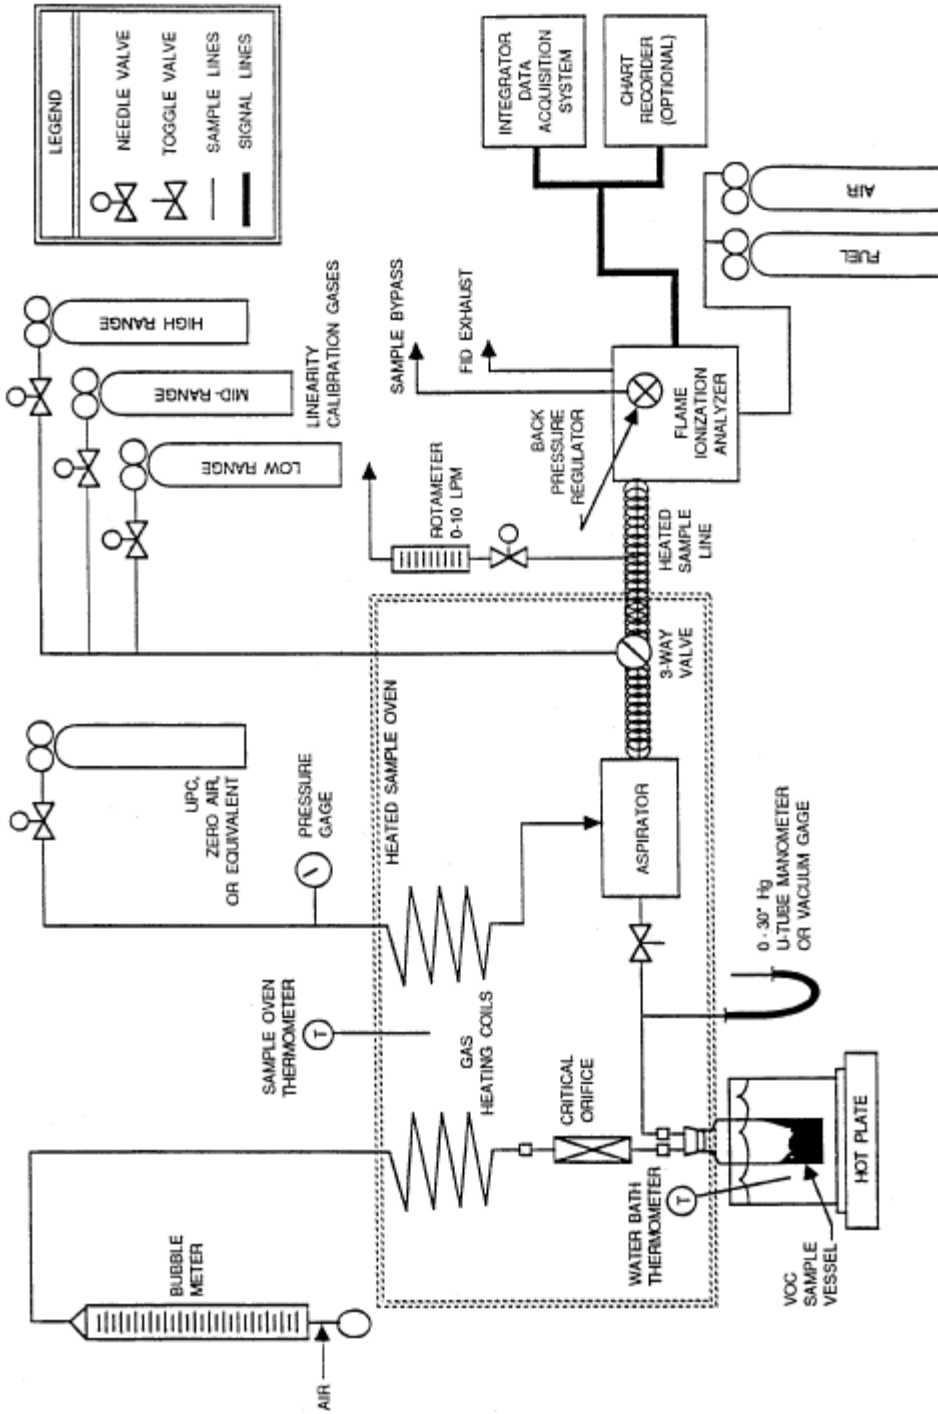 LEGEND
NEEDLE VALVE
TOGGLE VALVE
SAMPLE LINES
SIGNAL LINES
HIGH RANGE
MID-RANGE
LOW RANGE
LINEARITY
CALIBRATION GASES
UPC,
ZERO AIR,
OR EQUIVALENT
PRESSURE
GAGE
SAMPLE OVEN
THERMOMETER
T
HEATED SAMPLE OVEN
GAS
HEATING COILS
BUBBLE
METER
AIR
CRITICAL
ORIFICE
WATER BATH
THERMOMETER
T
VOC
SAMPLE
VESSEL
HOT PLATE
0 - 30" Hg
U-TUBE MANOMETER
OR VACUUM GAGE
ASPIRATOR
3-WAY
VALVE
HEATED
SAMPLE
LINE
ROTAMETER
0-10 LPM
BACK
PRESSURE
REGULATOR
SAMPLE BYPASS
FID EXHAUST
FLAME
IONIZATION
ANALYZER
INTEGRATOR
DATA
ACQUISITION
SYSTEM
CHART
RECORDER
(OPTIONAL)
FUEL
AIR